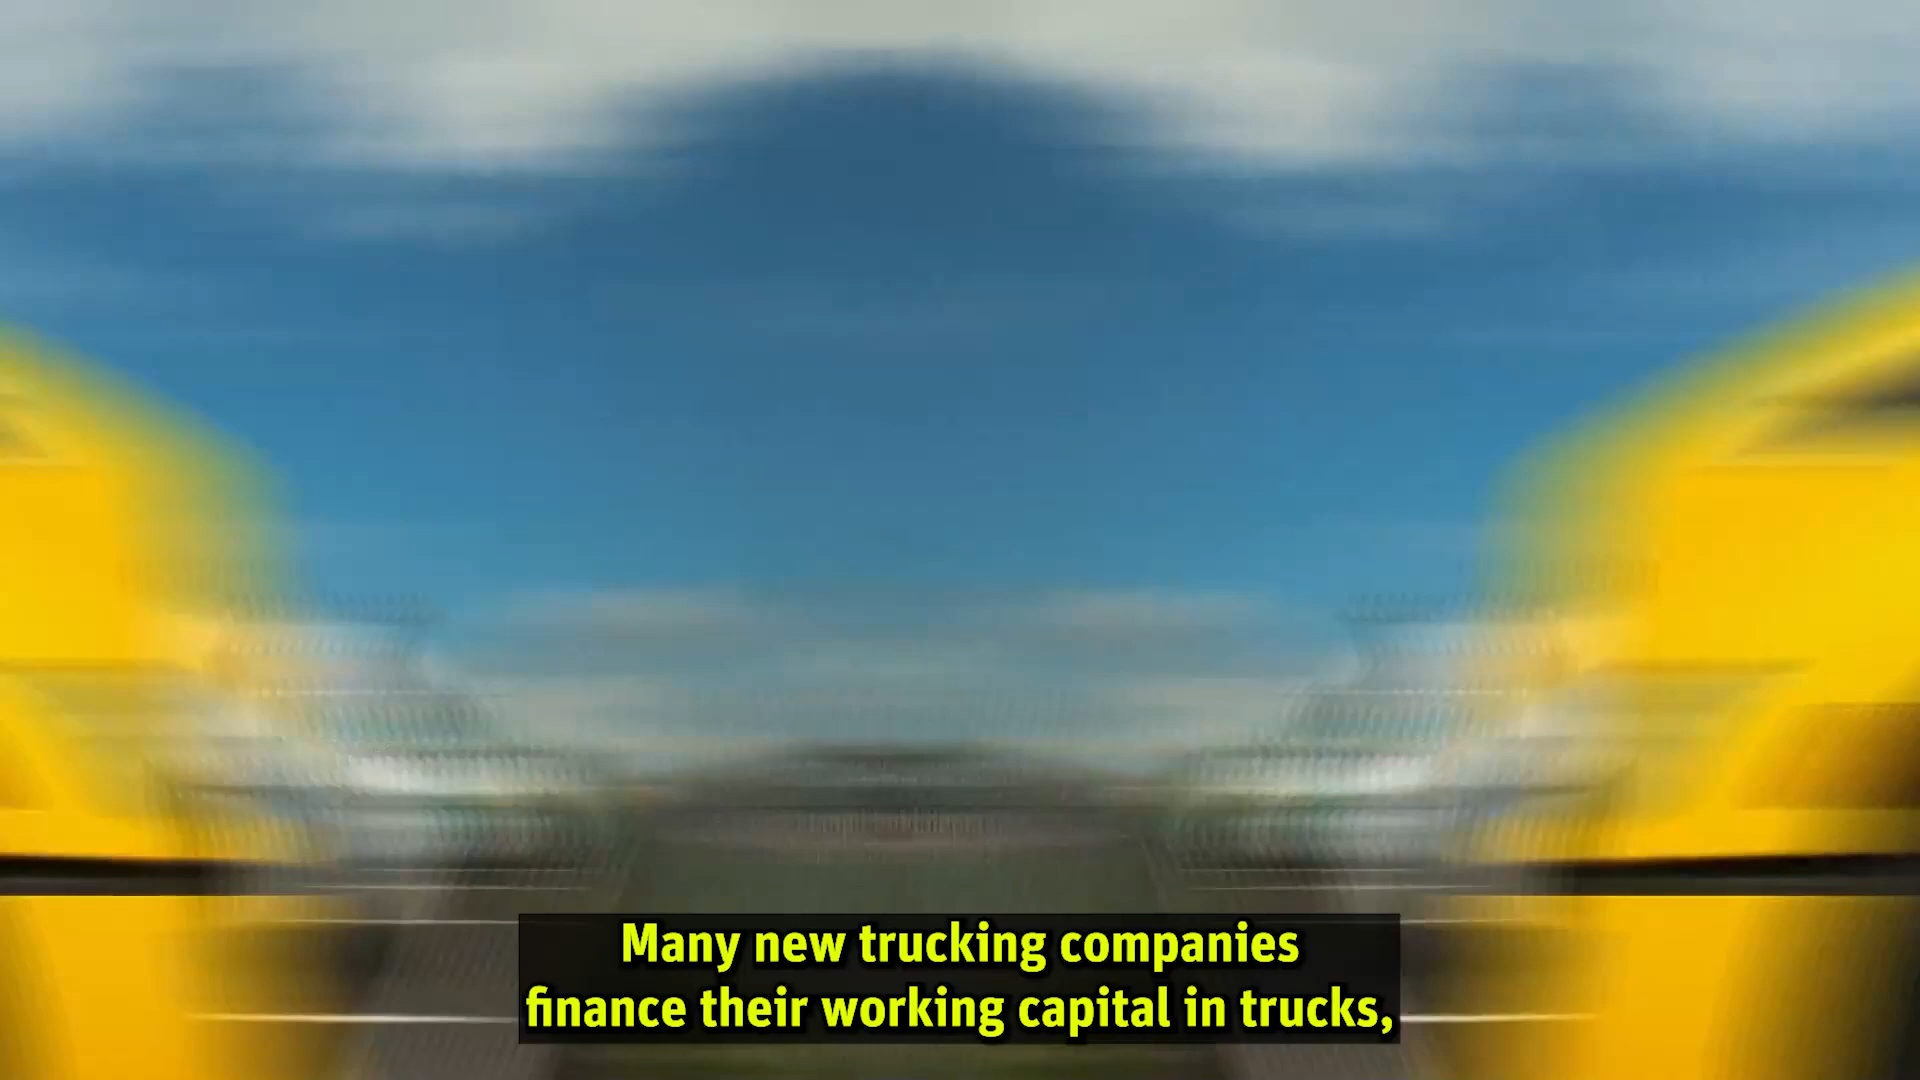 Many new trucking companies
finance their working capital in trucks,